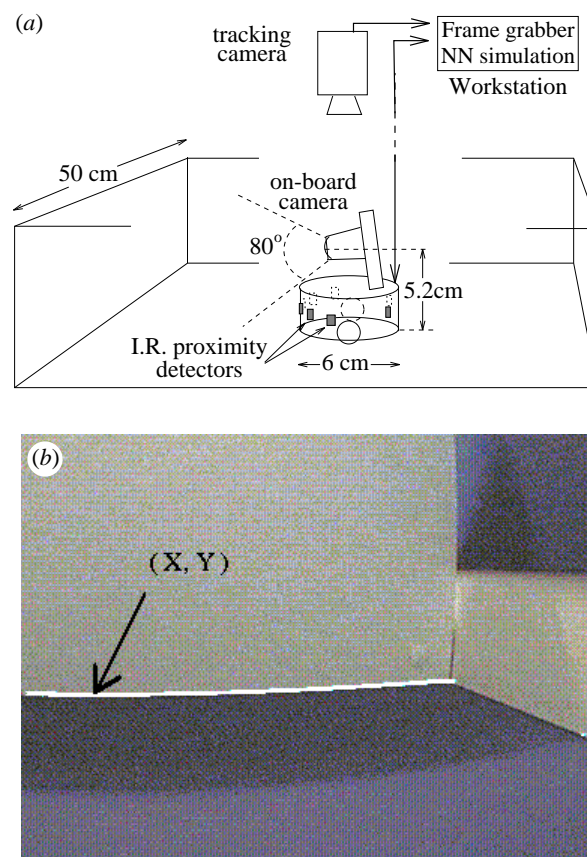 (a)
tracking
camera
Frame grabber
NN simulation
Workstation
50 cm
on-board
camera
80°
5.2cm
I.R. proximity
detectors
6 cm
(b)
(X, Y)